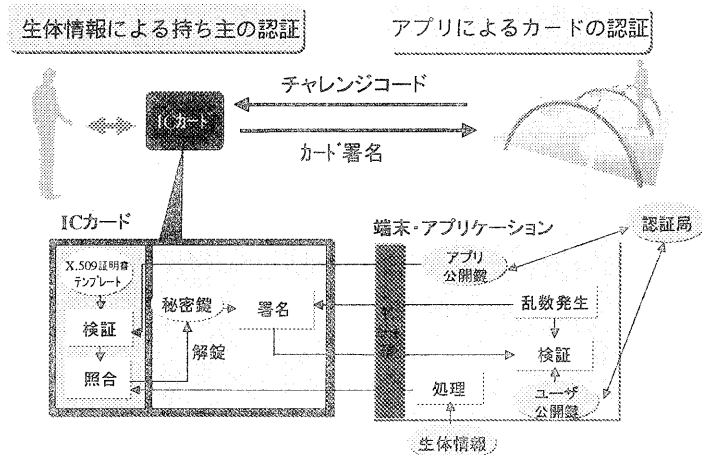 生体情報による持ち主の認証
アプリによるカードの認証
チャレンジコード
ICカード
カード署名
ICカード
端末・アプリケーション
認証局
X.509証明書
テンプレート
アプリ
公開鍵
秘密鍵
署名
乱数発生
検証
解錠
検証
照合
処理
ユーザ
公開鍵
生体情報